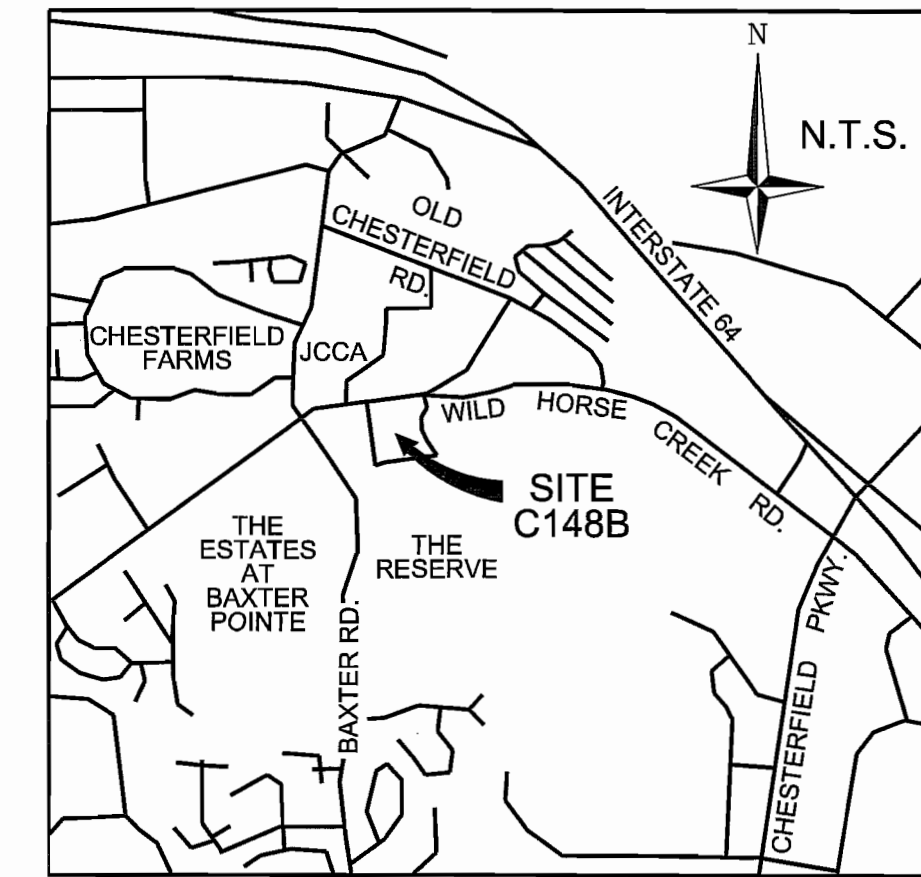 N
N.T.S.
OLD
CHESTERFIELD
RD.
INTERSTATE 64
CHESTERFIELD
FARMS
JCCA
WILD HORSE
CREEK
RD.
SITE
C148B
THE
ESTATES
AT
BAXTER
POINTE
THE
RESERVE
BAXTER RD.
CHESTERFIELD PKWY.